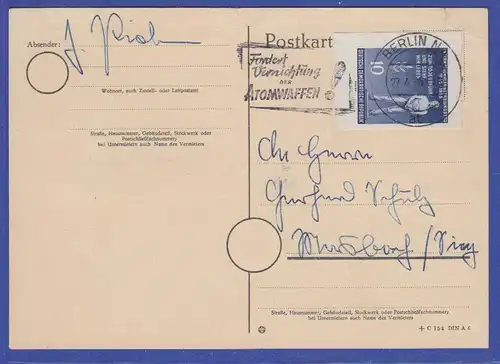 Absender:
Wohnort, auch Zustell- oder Leitpostamt
Straße, Hausnummer, Gebäudeteil, Stockwerk oder
Postschließfachnummer;
bei Untermietern auch Name des Vermieters
Postkart
Fordert
Vernichtung
DER
ATOMWAFFEN!
BERLIN N
10
DEUTSCHE DEMOKRATISCHE REPUBLIK
An Herrn
Gerhard Schulz
Straße, Hausnummer, Gebäudeteil, Stockwerk oder Postschließfachnummer;
bei Untermietern auch Name des Vermieters
C 154 DIN A 6